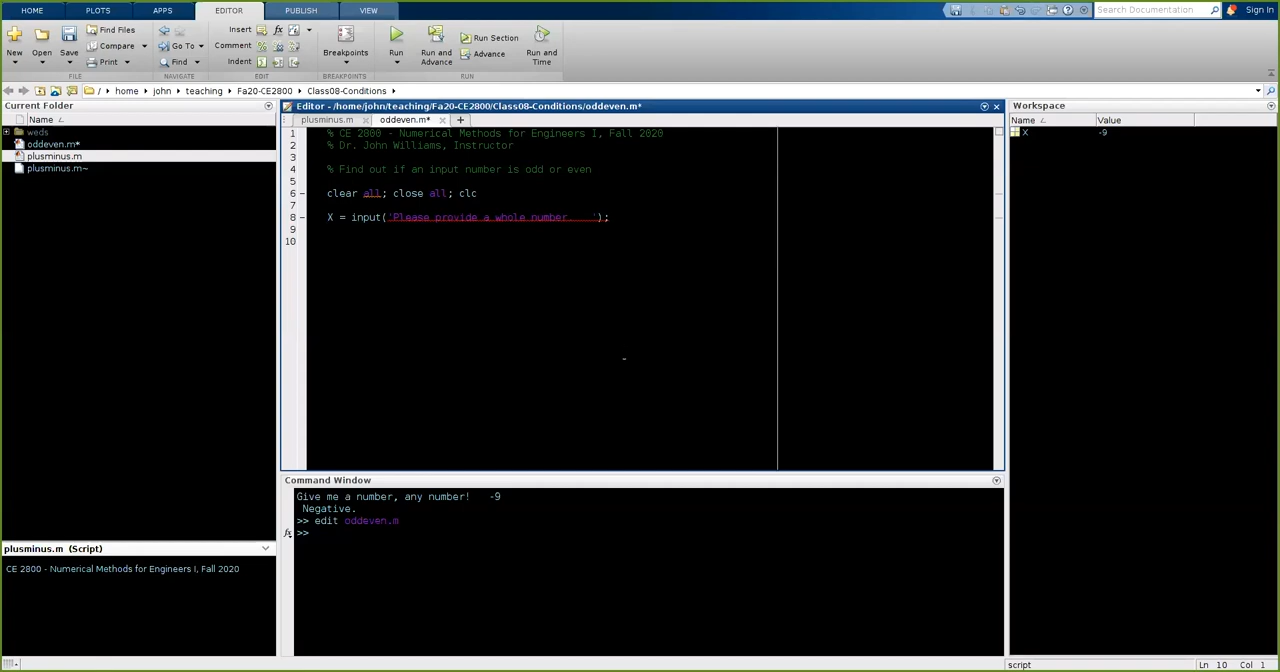 HOME PLOTS APPS EDITOR PUBLISH VIEW Search Documentation Sign In
New Open Save Find Files Compare Print Go To Find Insert fx Comment Indent Breakpoints Run Run and Advance Run Section Advance Run and Time
FILE NAVIGATE EDIT BREAKPOINTS RUN
/ home john teaching Fa20-CE2800 Class08-Conditions
Current Folder
Name
weds
oddeven.m*
plusminus.m
plusminus.m~
plusminus.m (Script)
CE 2800 - Numerical Methods for Engineers I, Fall 2020
Editor - /home/john/teaching/Fa20-CE2800/Class08-Conditions/oddeven.m*
plusminus.m oddeven.m*
1 % CE 2800 - Numerical Methods for Engineers I, Fall 2020
2 % Dr. John Williams, Instructor
3
4 % Find out if an input number is odd or even
5
6 - clear all; close all; clc
7
8 - X = input('Please provide a whole number.   ');
9
10
Command Window
Give me a number, any number!   -9
Negative.
>> edit oddeven.m
fx >>
Workspace
Name Value
X -9
script Ln 10 Col 1